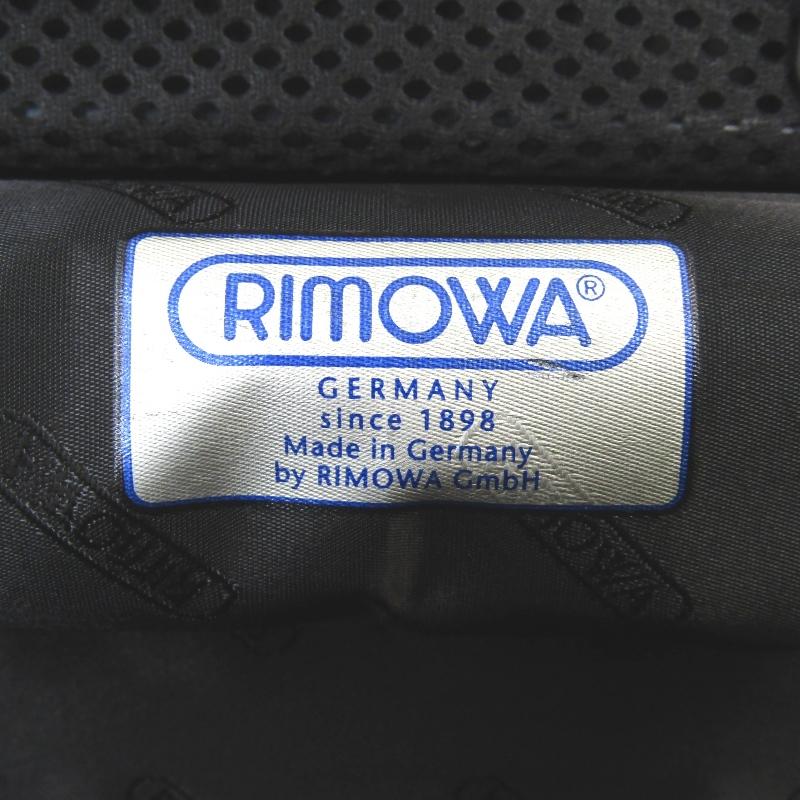 RIMOWA®
GERMANY
since 1898
Made in Germany
by RIMOWA GmbH